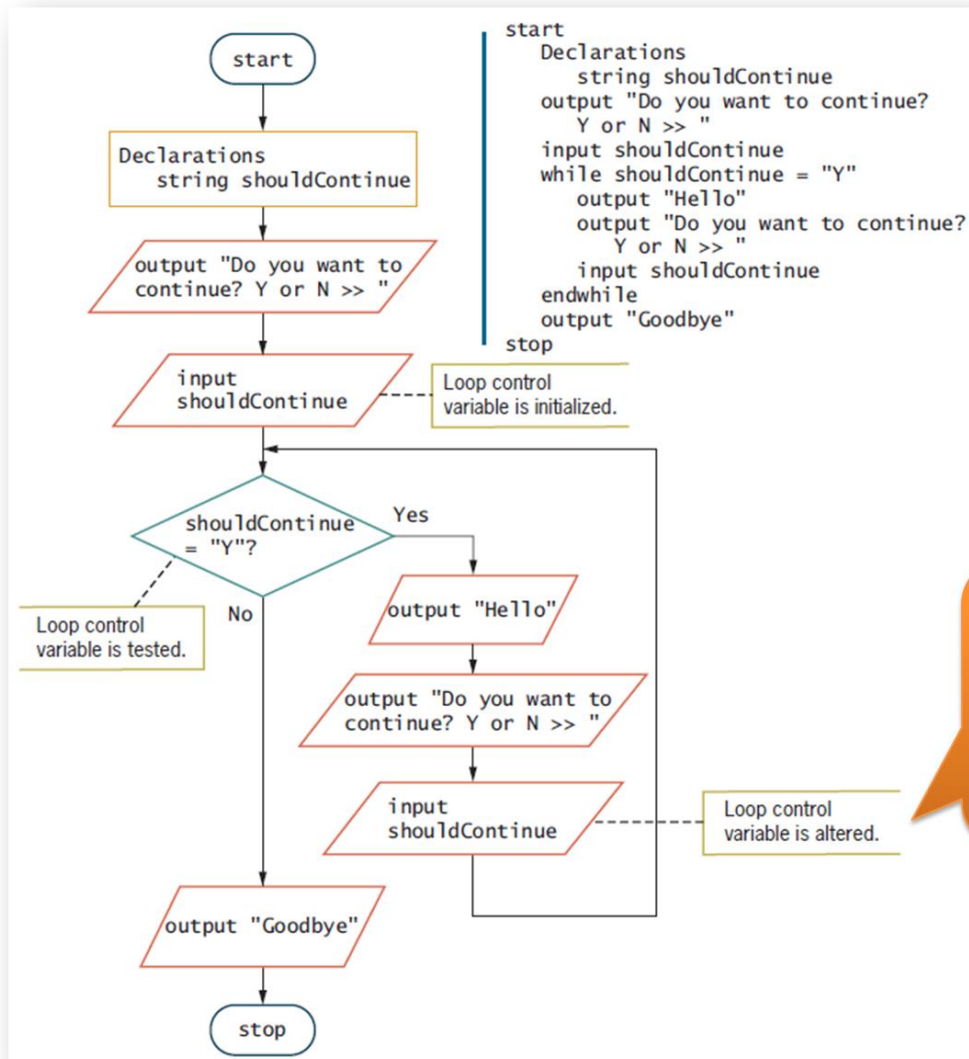 start
Declarations
string shouldContinue
output "Do you want to
continue? Y or N >> "
input
shouldContinue
Loop control
variable is initialized.
shouldContinue
= "Y"?
Yes
No
Loop control
variable is tested.
output "Hello"
output "Do you want to
continue? Y or N >> "
input
shouldContinue
Loop control
variable is altered.
output "Goodbye"
stop
start
Declarations
string shouldContinue
output "Do you want to continue?
Y or N >> "
input shouldContinue
while shouldContinue = "Y"
output "Hello"
output "Do you want to continue?
Y or N >> "
input shouldContinue
endwhile
output "Goodbye"
stop